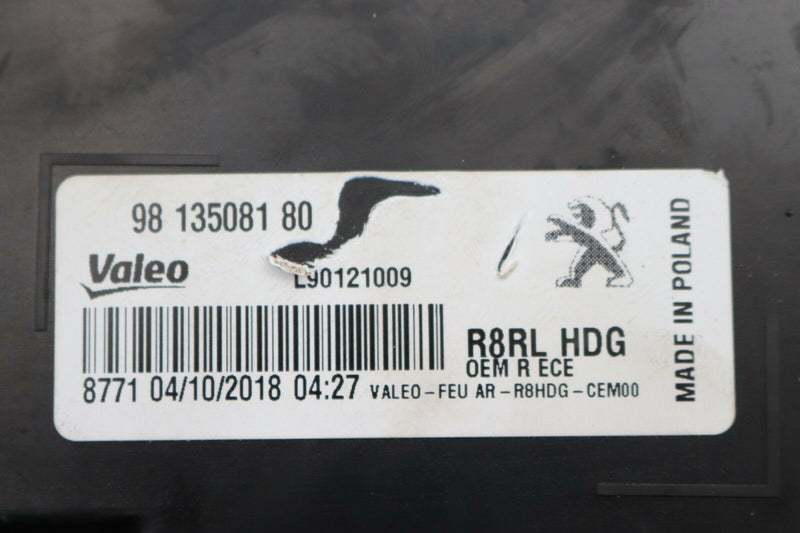 98 135081 80
Valeo
L90121009
R8RL HDG
OEM R ECE
8771 04/10/2018 04:27 VALEO-FEU AR-R8HDG-CEM00
MADE IN POLAND